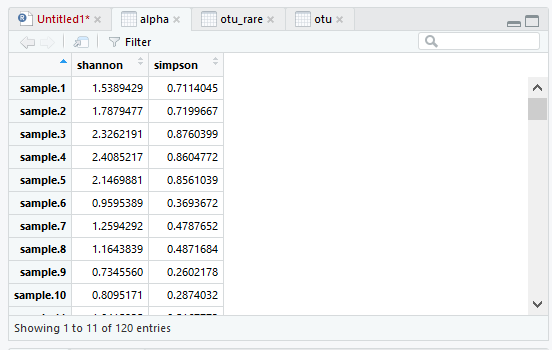 Untitled1* alpha otu_rare otu
Filter
shannon simpson
sample.1 1.5389429 0.7114045
sample.2 1.7879477 0.7199667
sample.3 2.3262191 0.8760399
sample.4 2.4085217 0.8604772
sample.5 2.1469881 0.8561039
sample.6 0.9595389 0.3693672
sample.7 1.2594292 0.4787652
sample.8 1.1643839 0.4871684
sample.9 0.7345560 0.2602178
sample.10 0.8095171 0.2874032
Showing 1 to 11 of 120 entries